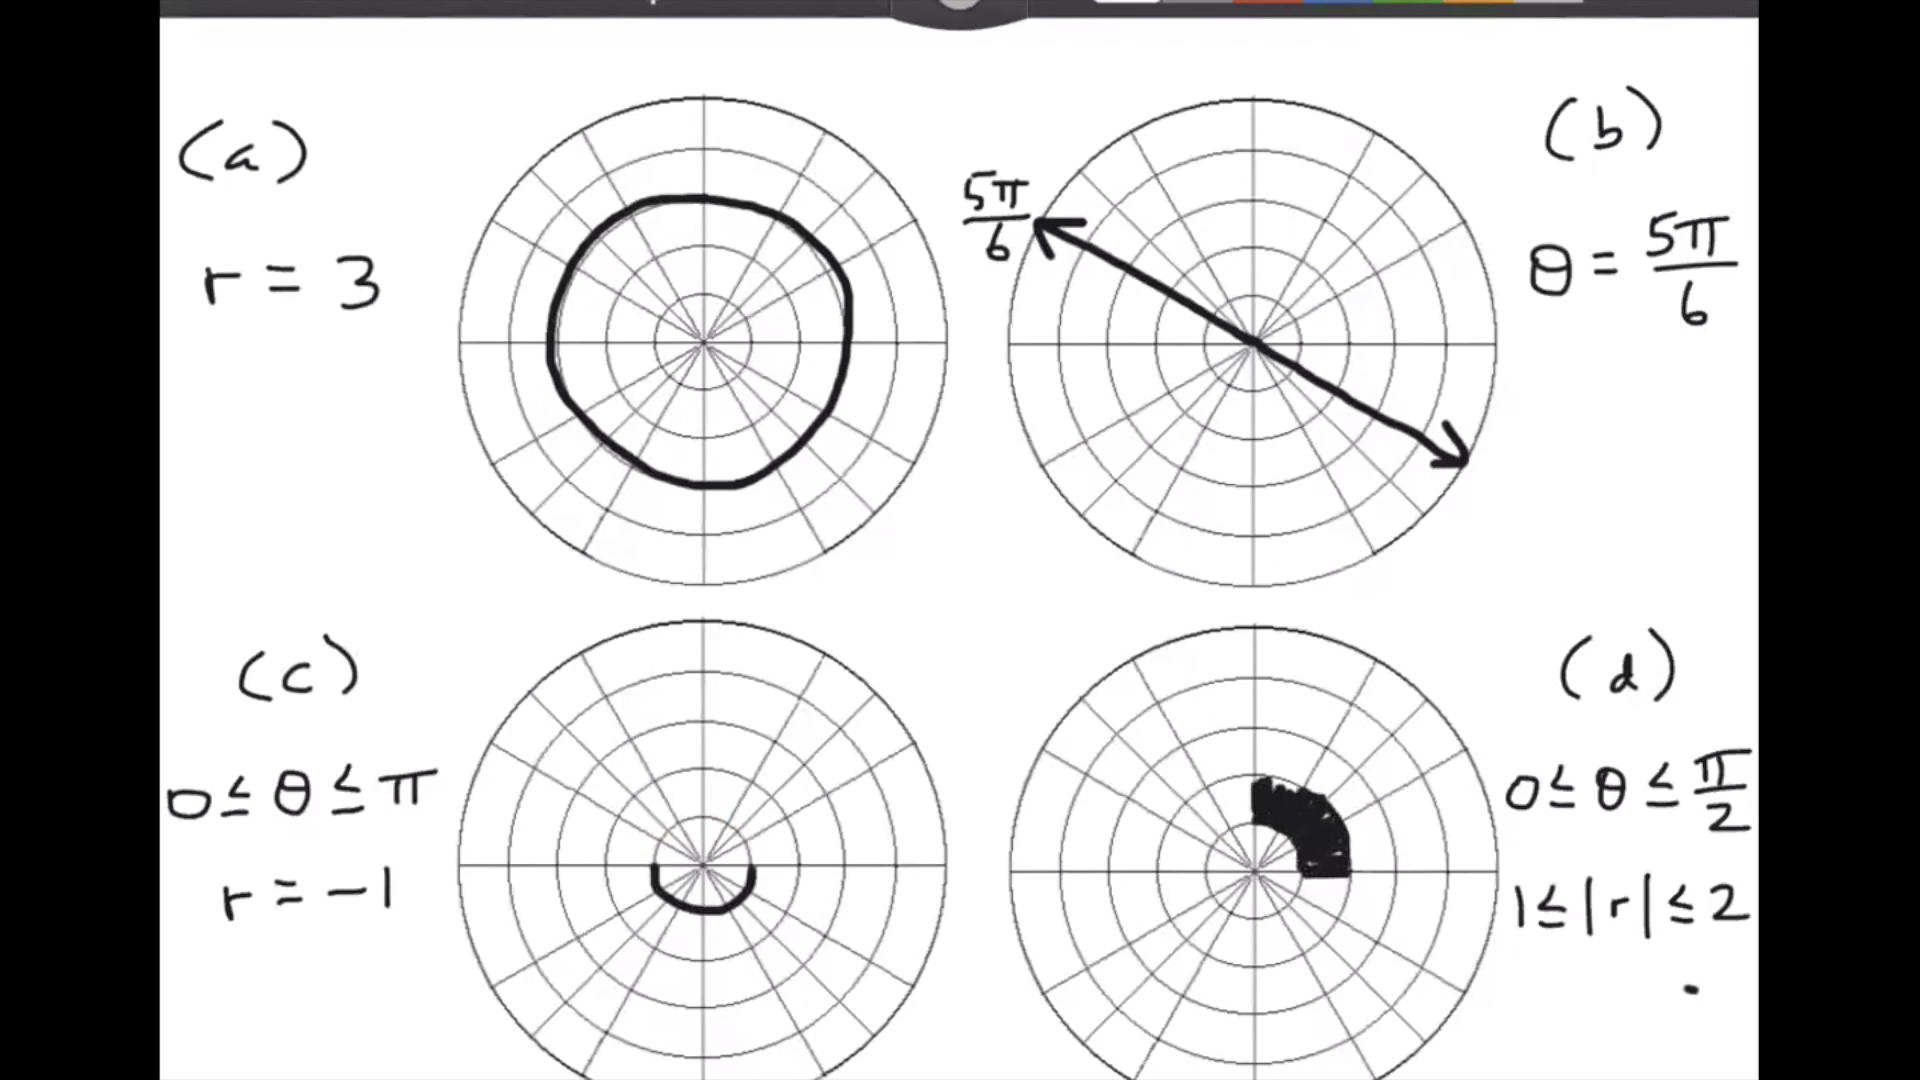 (a)
r = 3
5π/6
(b)
θ = 5π/6
(c)
0 ≤ θ ≤ π
r = -1
(d)
0 ≤ θ ≤ π/2
1 ≤ |r| ≤ 2